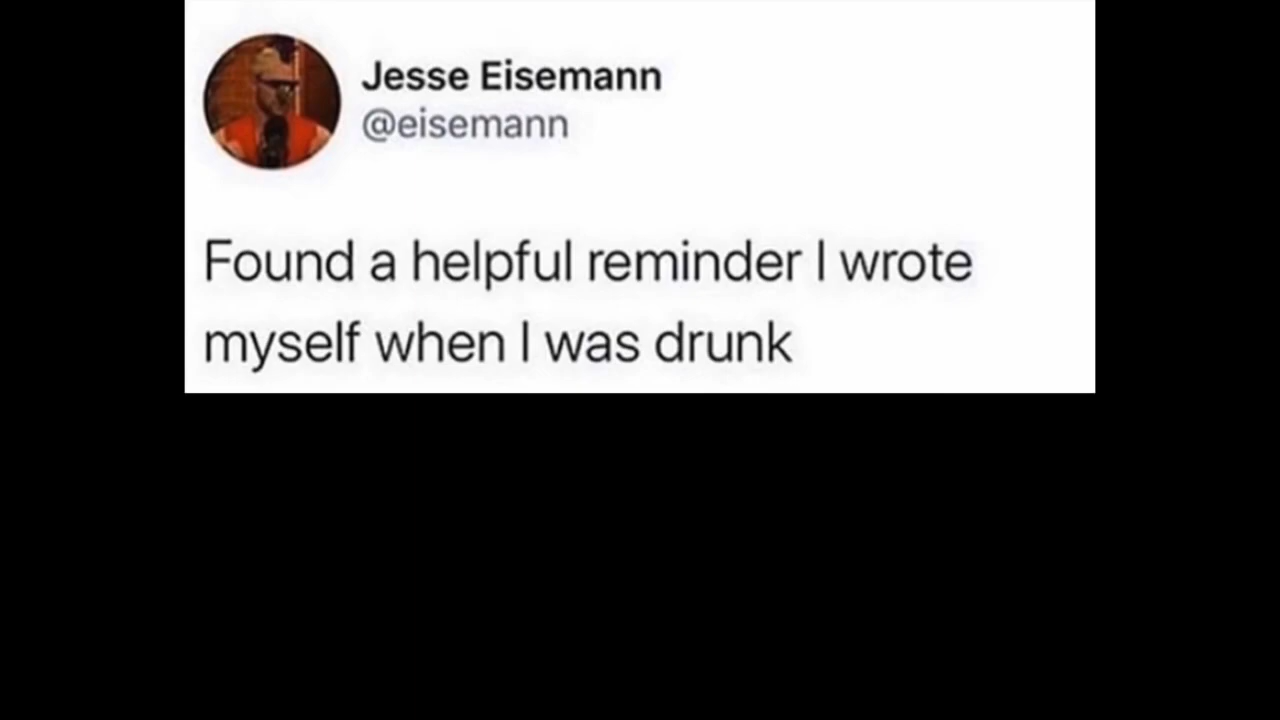 Jesse Eisemann
@eisemann
Found a helpful reminder I wrote
myself when I was drunk